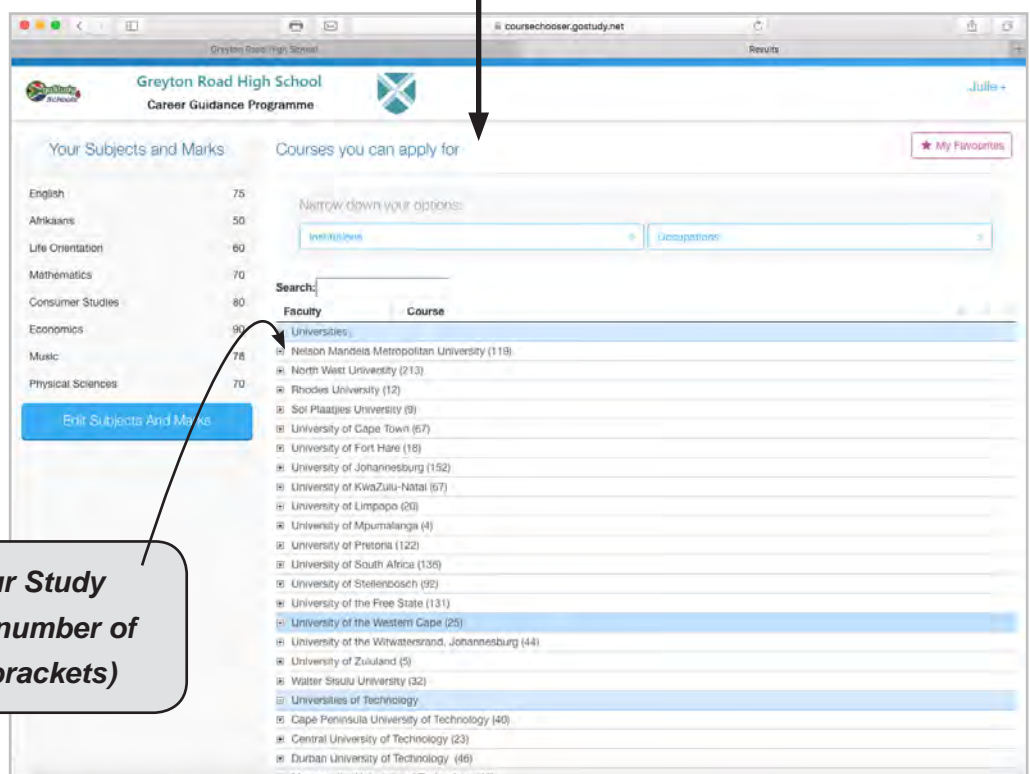 coursechooser.gostudy.net
Greyton Road High School
Results
GoStudy
Schools
Greyton Road High School
Career Guidance Programme
Julie
Your Subjects and Marks
English 75
Afrikaans 50
Life Orientation 60
Mathematics 70
Consumer Studies 80
Economics 90
Music 78
Physical Sciences 70
Edit Subjects And Marks
Courses you can apply for
★ My Favourites
Narrow down your options:
Institutions
Occupations
Search:
Faculty Course
Universities
Nelson Mandela Metropolitan University (119)
North West University (213)
Rhodes University (12)
Sol Plaatjies University (9)
University of Cape Town (67)
University of Fort Hare (18)
University of Johannesburg (152)
University of KwaZulu-Natal (67)
University of Limpopo (20)
University of Mpumalanga (4)
University of Pretoria (122)
University of South Africa (136)
University of Stellenbosch (92)
University of the Free State (131)
University of the Western Cape (25)
University of the Witwatersrand, Johannesburg (44)
University of Zululand (5)
Walter Sisulu University (32)
Universities of Technology
Cape Peninsula University of Technology (40)
Central University of Technology (23)
Durban University of Technology (46)
ur Study
number of
brackets)